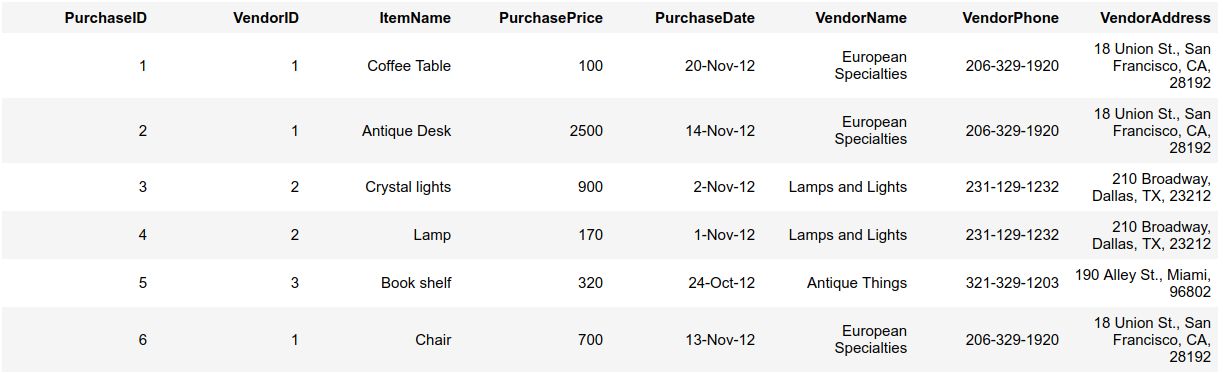 PurchaseID VendorID ItemName PurchasePrice PurchaseDate VendorName VendorPhone VendorAddress
1 1 Coffee Table 100 20-Nov-12 European Specialties 206-329-1920 18 Union St., San Francisco, CA, 28192
2 1 Antique Desk 2500 14-Nov-12 European Specialties 206-329-1920 18 Union St., San Francisco, CA, 28192
3 2 Crystal lights 900 2-Nov-12 Lamps and Lights 231-129-1232 210 Broadway, Dallas, TX, 23212
4 2 Lamp 170 1-Nov-12 Lamps and Lights 231-129-1232 210 Broadway, Dallas, TX, 23212
5 3 Book shelf 320 24-Oct-12 Antique Things 321-329-1203 190 Alley St., Miami, 96802
6 1 Chair 700 13-Nov-12 European Specialties 206-329-1920 18 Union St., San Francisco, CA, 28192